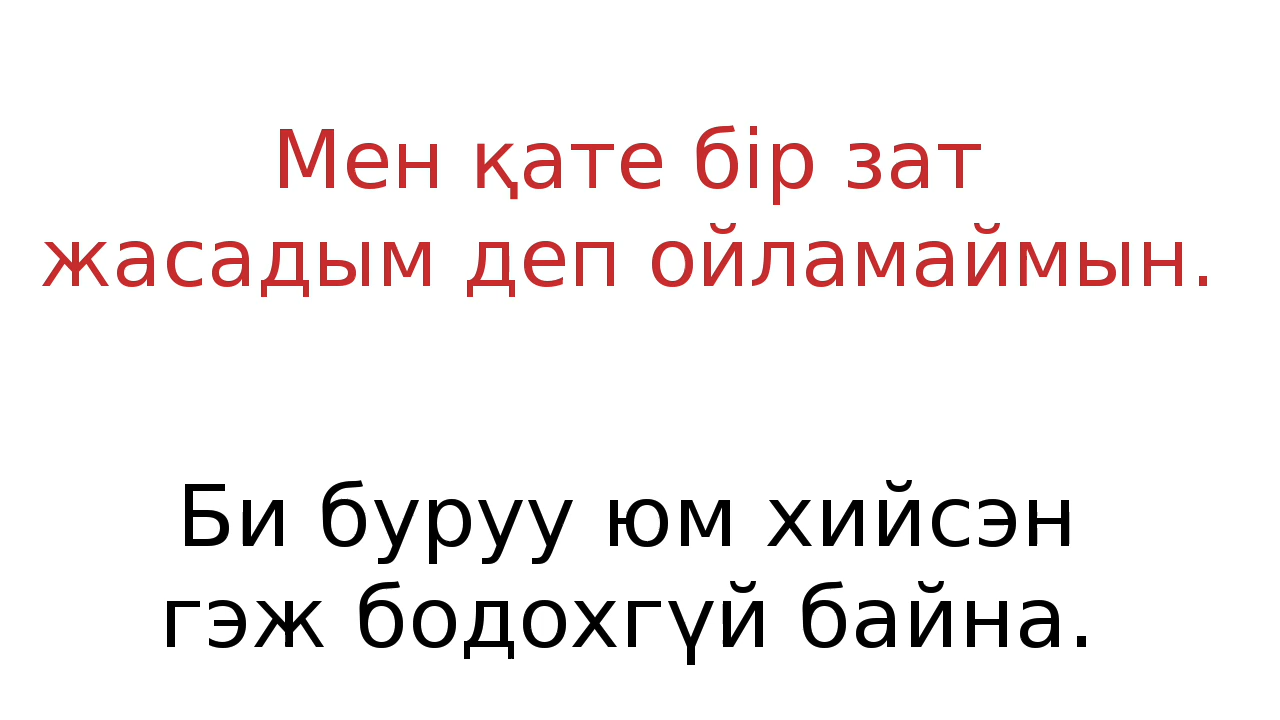 Мен қате бір зат
жасадым деп ойламаймын.
Би буруу юм хийсэн
гэж бодохгүй байна.